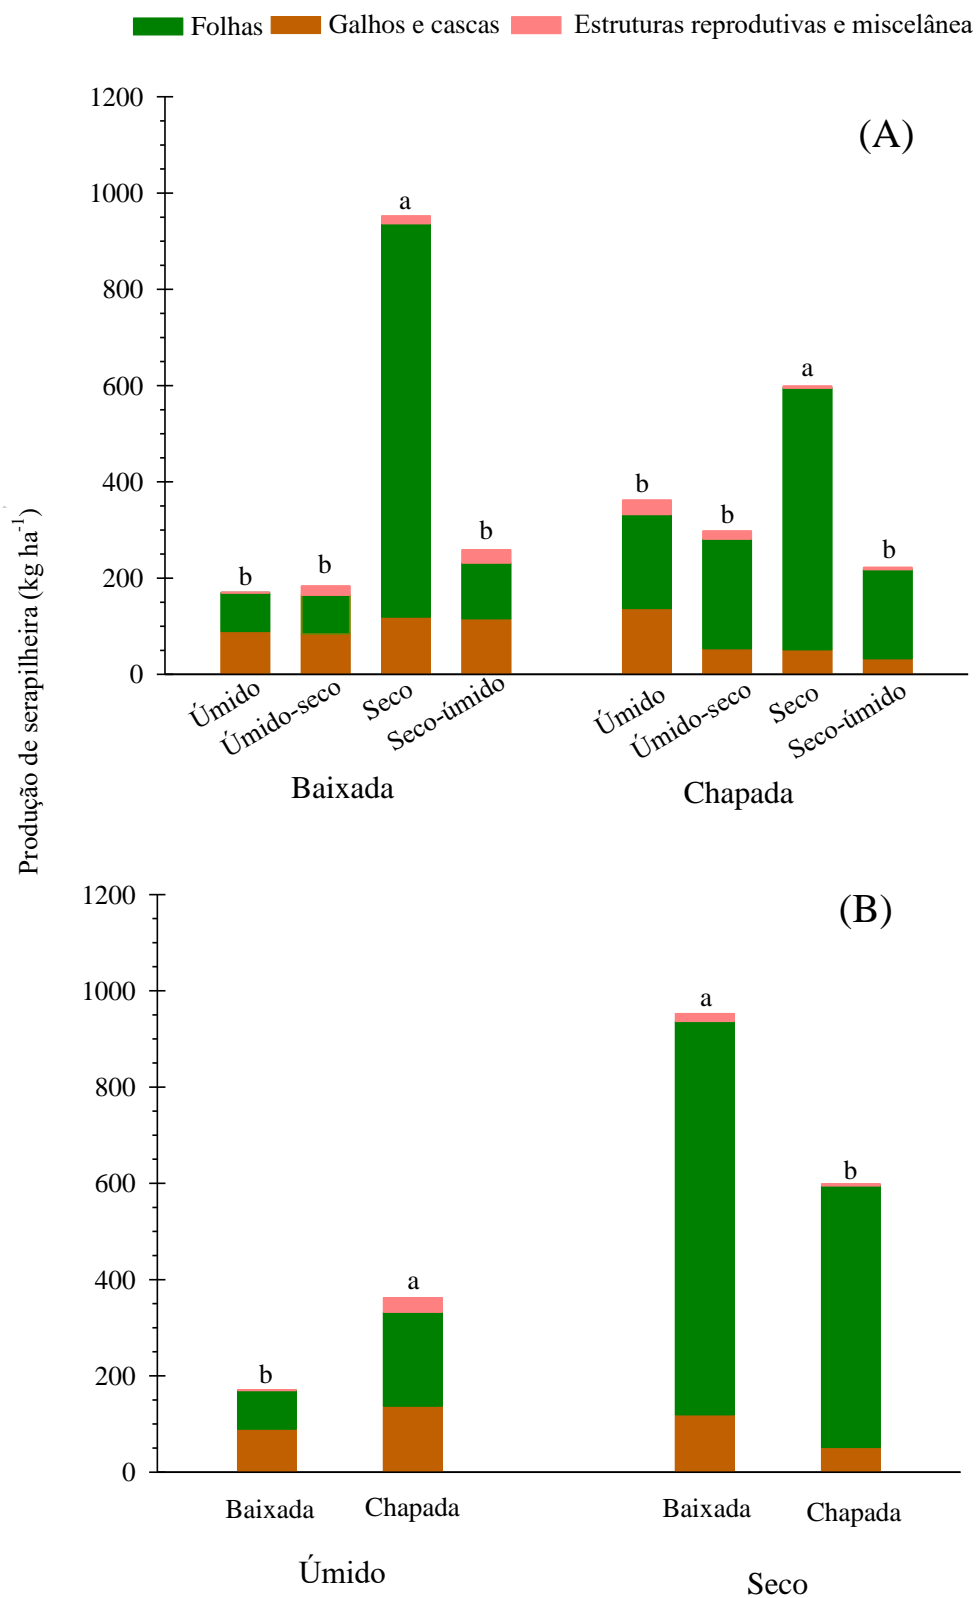 Folhas Galhos e cascas Estruturas reprodutivas e miscelânea
Produção de serapilheira (kg ha⁻¹)
(A)
1200
1000
800
600
400
200
0
b b a b b b a b
Úmido Úmido-seco Seco Seco-úmido Úmido Úmido-seco Seco Seco-úmido
Baixada Chapada
(B)
1200
1000
800
600
400
200
0
b a a b
Baixada Chapada Baixada Chapada
Úmido Seco